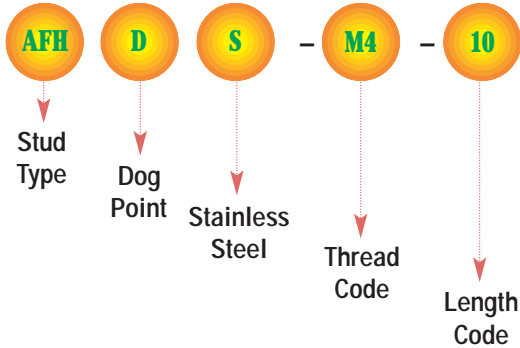 AFH D S – M4 – 10
Stud
Type
Dog
Point
Stainless
Steel
Thread
Code
Length
Code